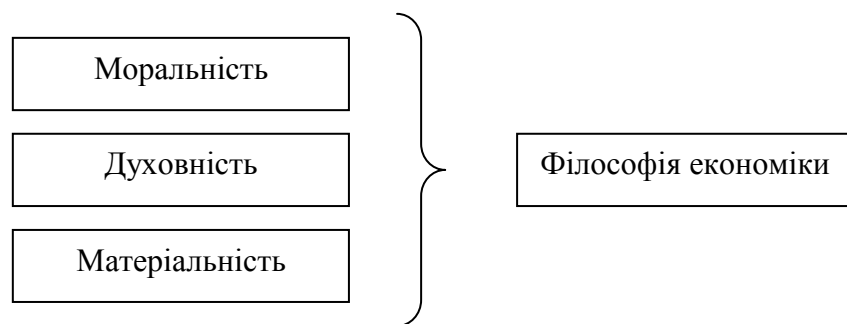 Моральність
Духовність
Матеріальність
Філософія економіки